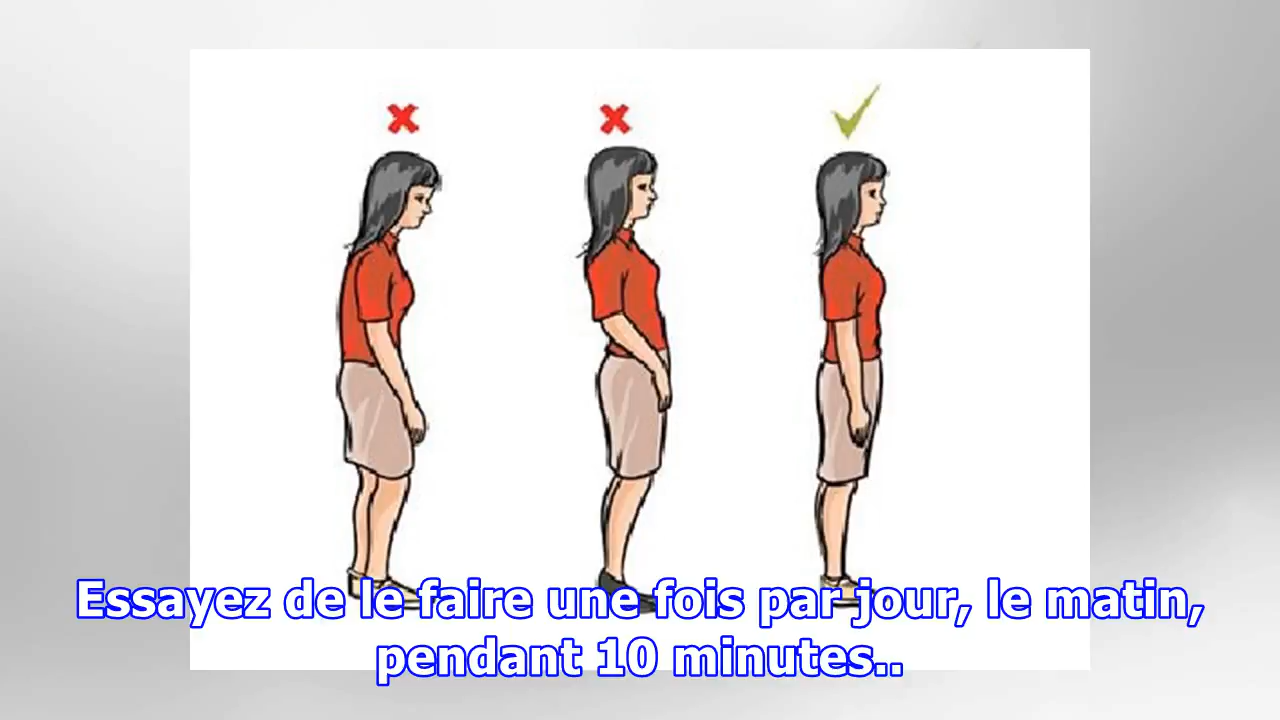 Essayez de le faire une fois par jour, le matin,
pendant 10 minutes..